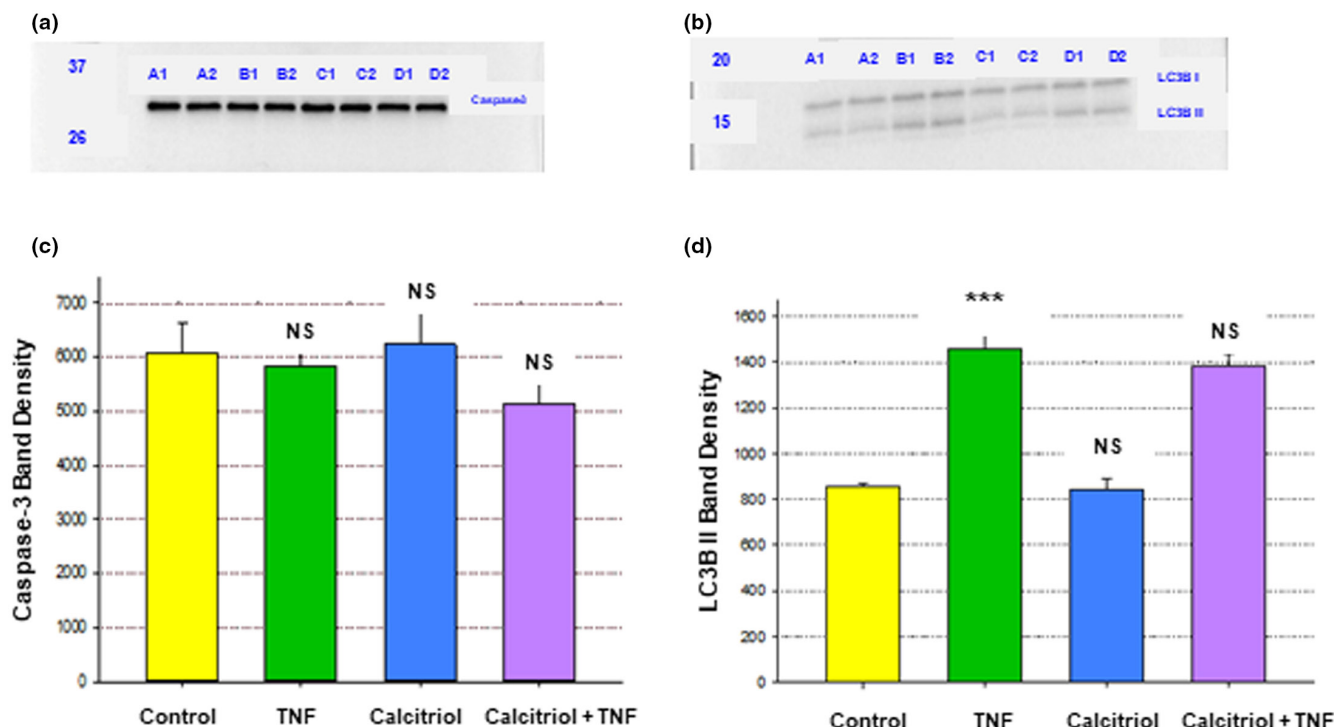 (a)
37
A1 A2 B1 B2 C1 C2 D1 D2
Caspase3
26
(b)
20
A1 A2 B1 B2 C1 C2 D1 D2
LC3B I
15
LC3B II
(c)
Caspase-3 Band Density
7000
6000
5000
4000
3000
2000
1000
0
NS
NS
NS
Control TNF Calcitriol Calcitriol + TNF
(d)
LC3B II Band Density
1600
1400
1200
1000
800
600
400
200
0
***
NS
NS
Control TNF Calcitriol Calcitriol + TNF